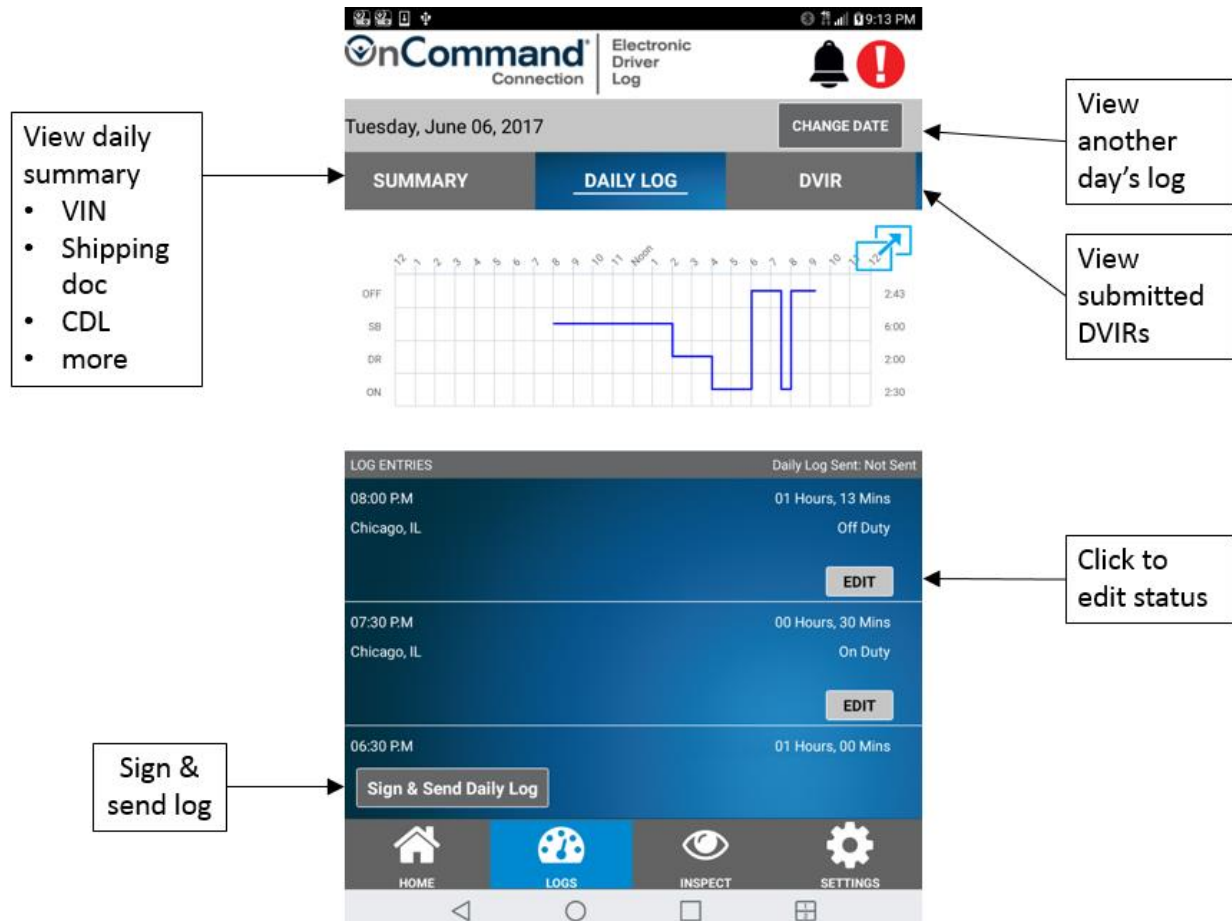 9:13 PM
OnCommand®
Connection
Electronic
Driver
Log
Tuesday, June 06, 2017
CHANGE DATE
SUMMARY
DAILY LOG
DVIR
View daily
summary
• VIN
• Shipping
doc
• CDL
• more
View
another
day's log
View
submitted
DVIRs
12 1 2 3 4 5 6 7 8 9 10 11 Noon 1 2 3 4 5 6 7 8 9 10 11 12
OFF 2:43
SB 6:00
DR 2:00
ON 2:30
LOG ENTRIES
Daily Log Sent: Not Sent
08:00 P.M
01 Hours, 13 Mins
Chicago, IL
Off Duty
EDIT
Click to
edit status
07:30 P.M
00 Hours, 30 Mins
Chicago, IL
On Duty
EDIT
06:30 P.M
01 Hours, 00 Mins
Sign & Send Daily Log
Sign &
send log
HOME
LOGS
INSPECT
SETTINGS